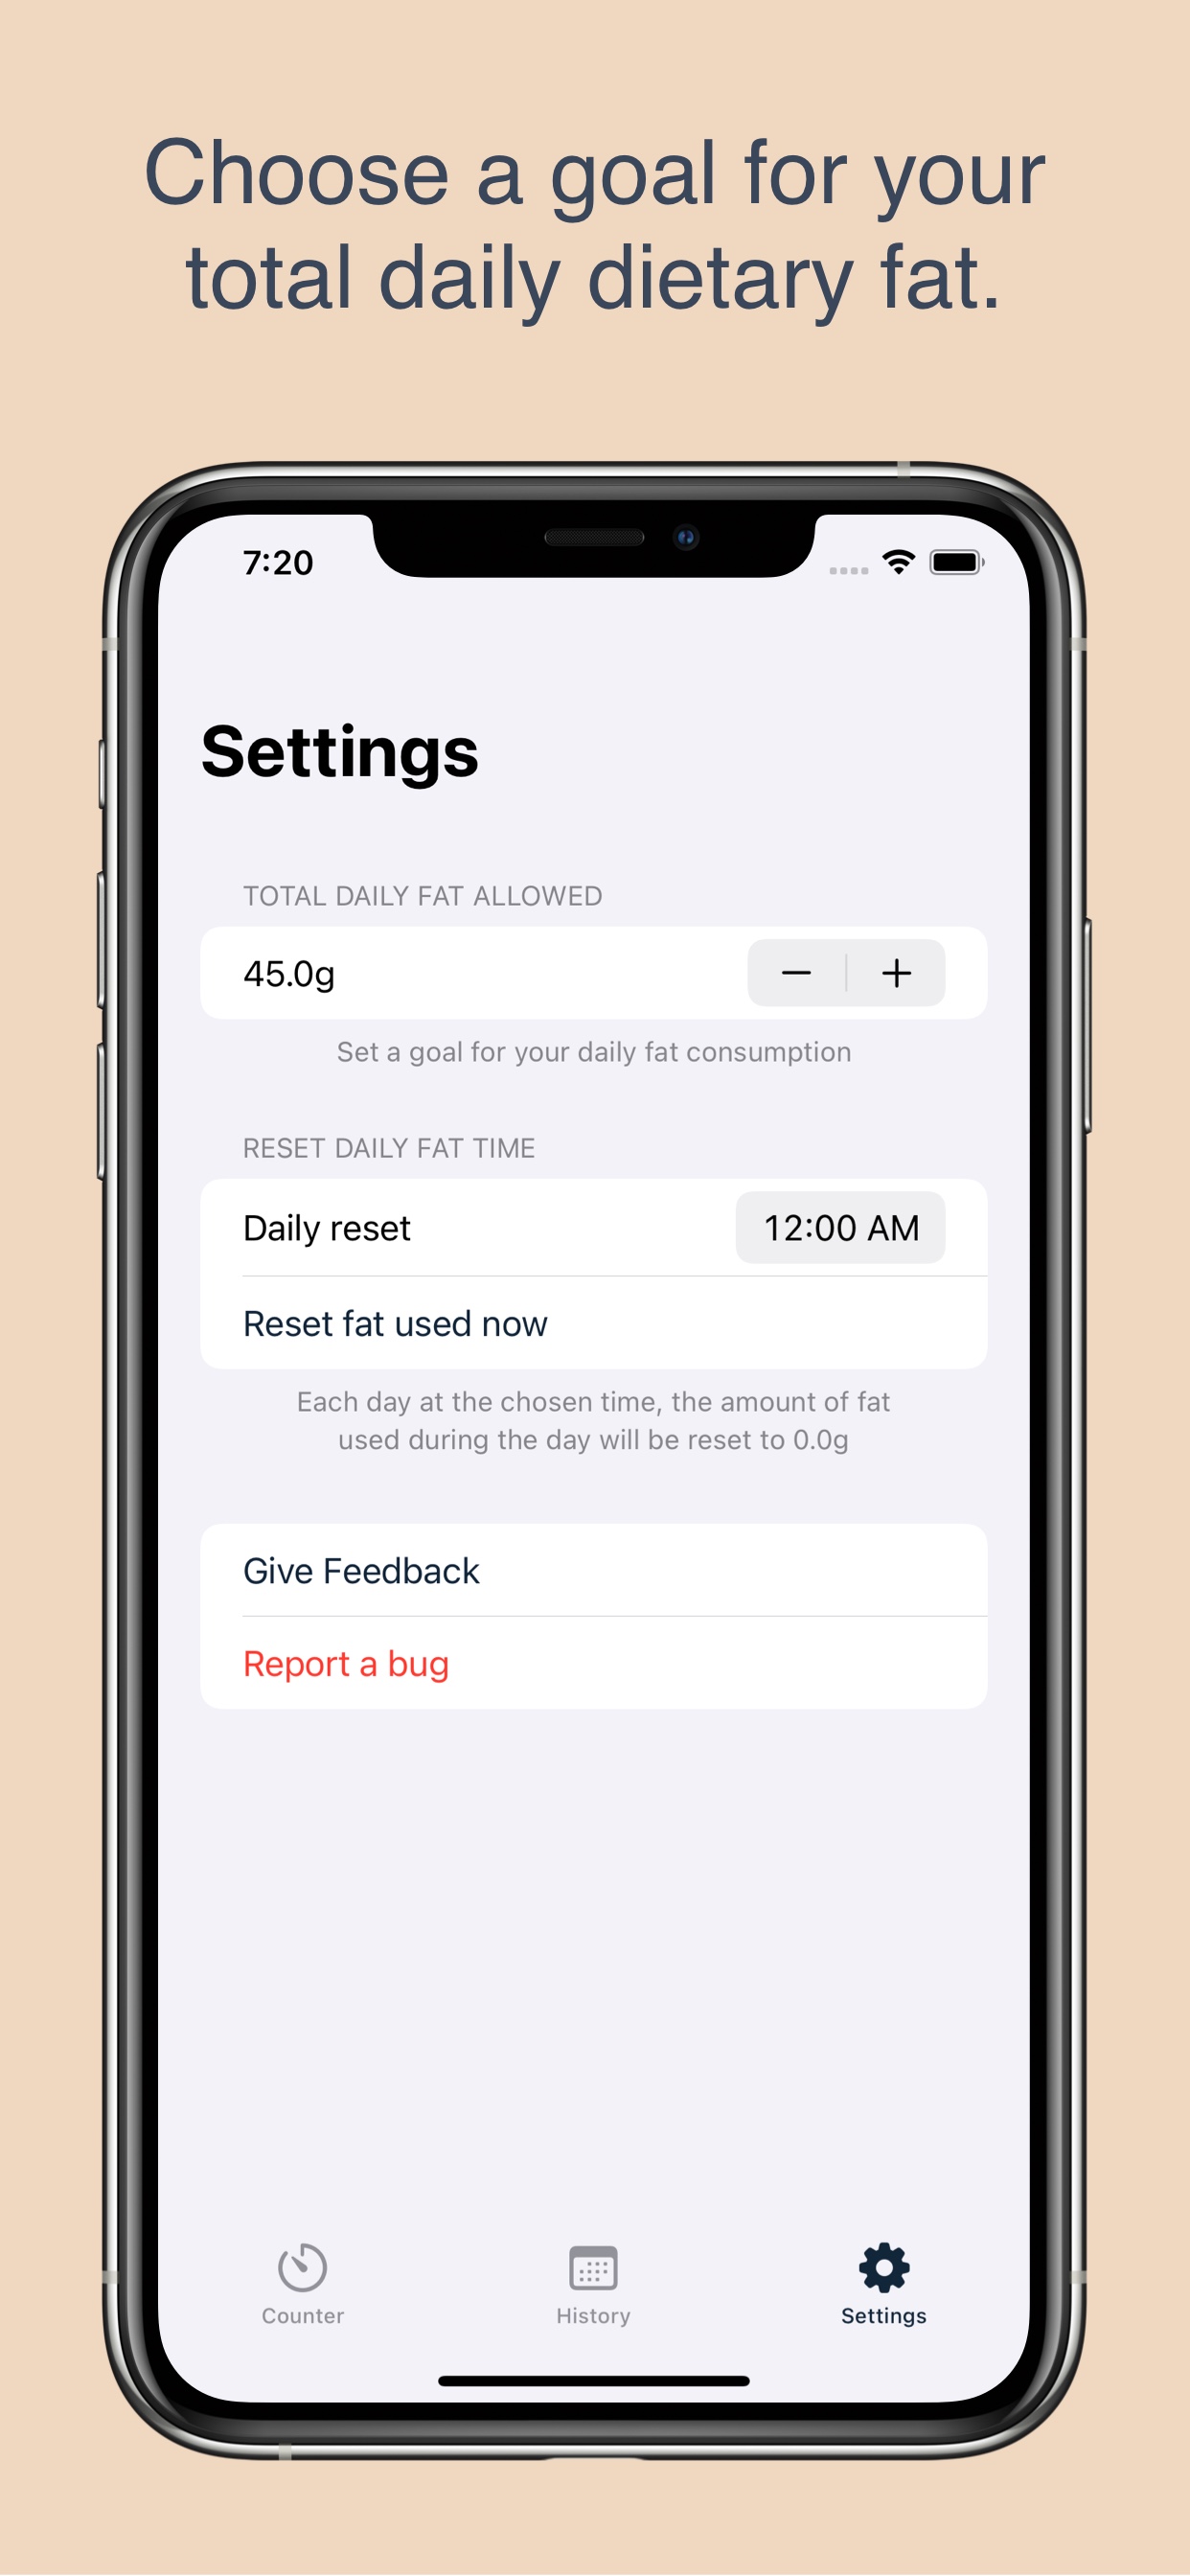 Choose a goal for your
total daily dietary fat.
7:20
Settings
TOTAL DAILY FAT ALLOWED
45.0g
Set a goal for your daily fat consumption
RESET DAILY FAT TIME
Daily reset
12:00 AM
Reset fat used now
Each day at the chosen time, the amount of fat
used during the day will be reset to 0.0g
Give Feedback
Report a bug
Counter
History
Settings